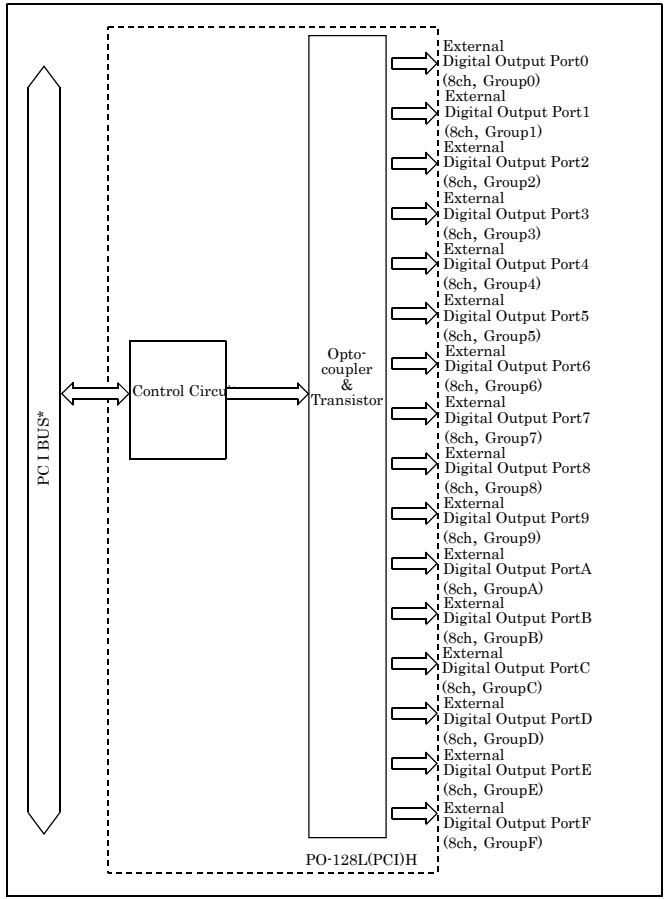 PC I BUS*
Control Circut
Opto-
coupler
&
Transistor
External
Digital Output Port0
(8ch, Group0)
External
Digital Output Port1
(8ch, Group1)
External
Digital Output Port2
(8ch, Group2)
External
Digital Output Port3
(8ch, Group3)
External
Digital Output Port4
(8ch, Group4)
External
Digital Output Port5
(8ch, Group5)
External
Digital Output Port6
(8ch, Group6)
External
Digital Output Port7
(8ch, Group7)
External
Digital Output Port8
(8ch, Group8)
External
Digital Output Port9
(8ch, Group9)
External
Digital Output PortA
(8ch, GroupA)
External
Digital Output PortB
(8ch, GroupB)
External
Digital Output PortC
(8ch, GroupC)
External
Digital Output PortD
(8ch, GroupD)
External
Digital Output PortE
(8ch, GroupE)
External
Digital Output PortF
(8ch, GroupF)
PO-128L(PCI)H